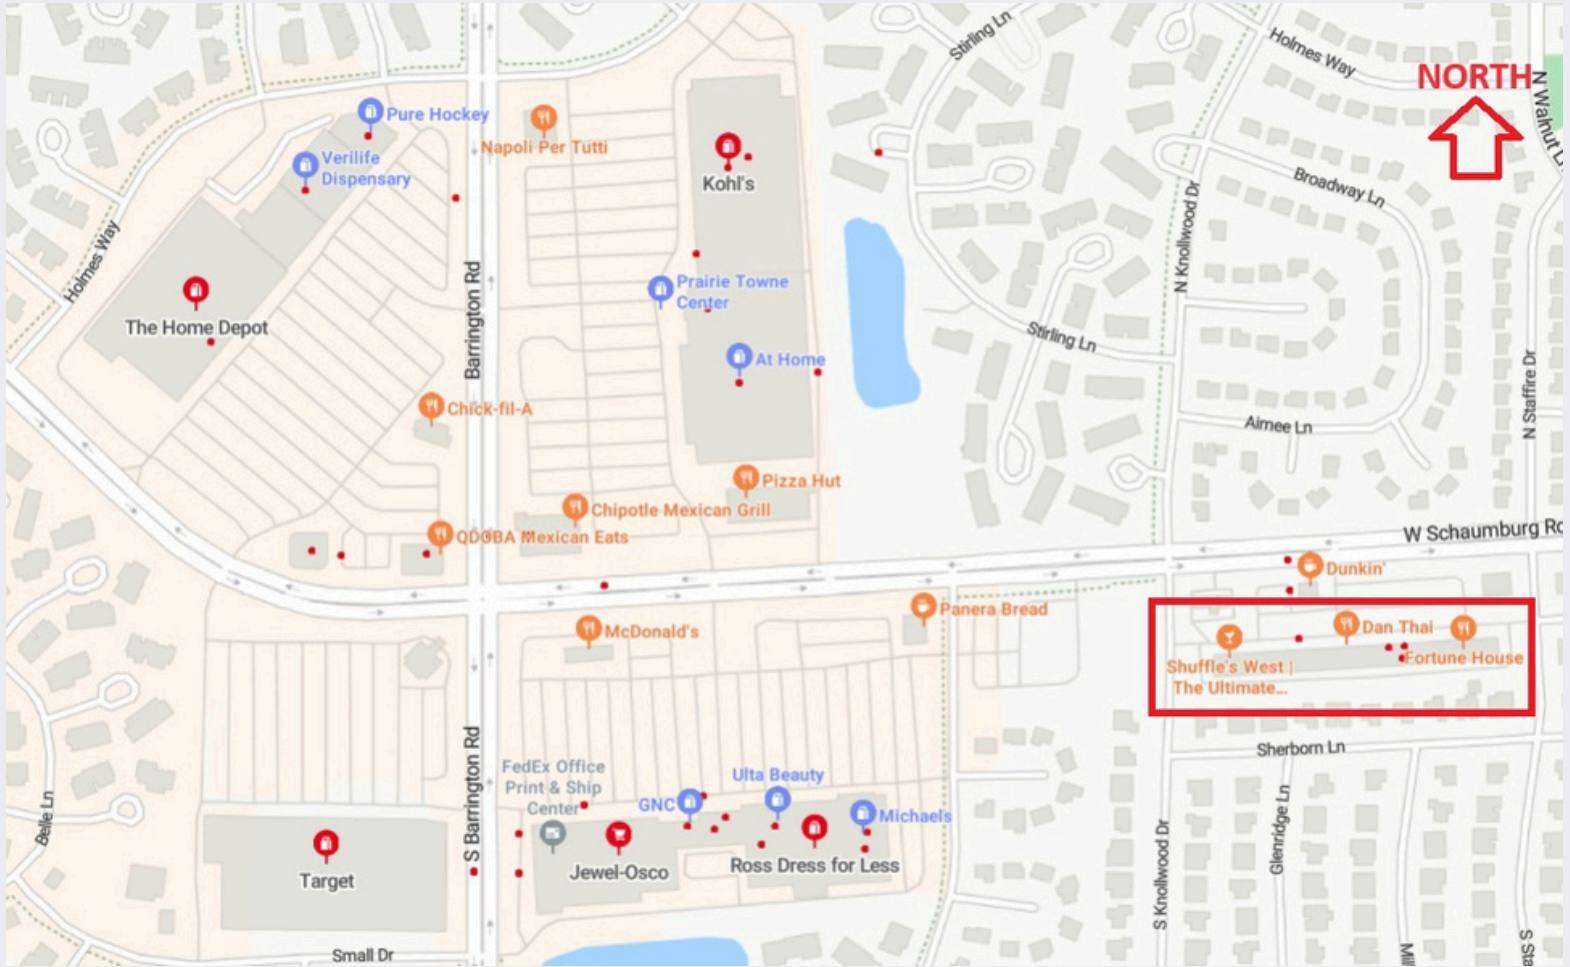 Stirling Ln
Holmes Way
NORTH
N Walnut L
Pure Hockey
Napoli Per Tutti
Verilife
Dispensary
Kohl's
Broadway Ln
N Knollwood Dr
Holmes Way
Prairie Towne
Center
The Home Depot
Barrington Rd
At Home
Stirling Ln
Chick-fil-A
Aimee Ln
N Staffire Dr
Pizza Hut
Chipotle Mexican Grill
QDOBA Mexican Eats
W Schaumburg Rd
Dunkin'
Panera Bread
McDonald's
Dan Thai
Fortune House
Shuffle's West |
The Ultimate...
Sherborn Ln
S Barrington Rd
FedEx Office
Print & Ship
Center
GNC
Ulta Beauty
Michaels
Belle Ln
Glenridge Ln
S Knollwood Dr
Target
Jewel-Osco
Ross Dress for Less
Small Dr
Mil
S Sta